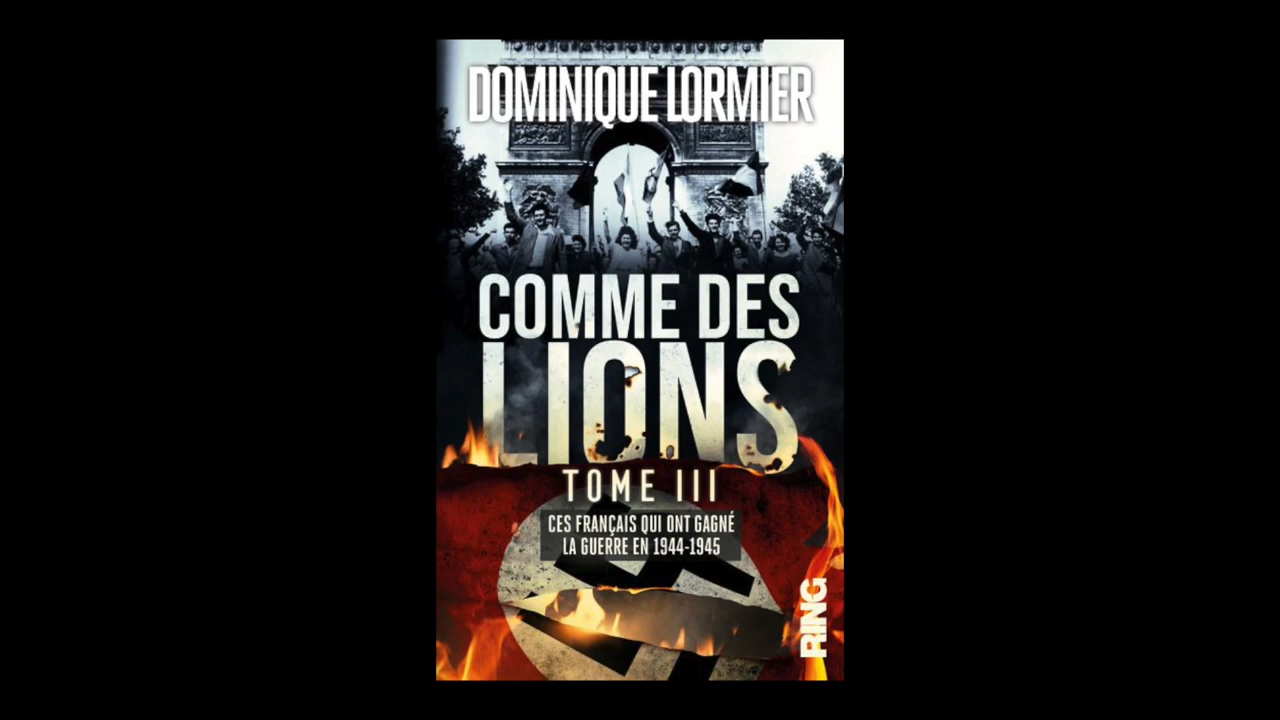 DOMINIQUE LORMIER
COMME DES
LIONS
TOME III
CES FRANÇAIS QUI ONT GAGNÉ
LA GUERRE EN 1944-1945
RING